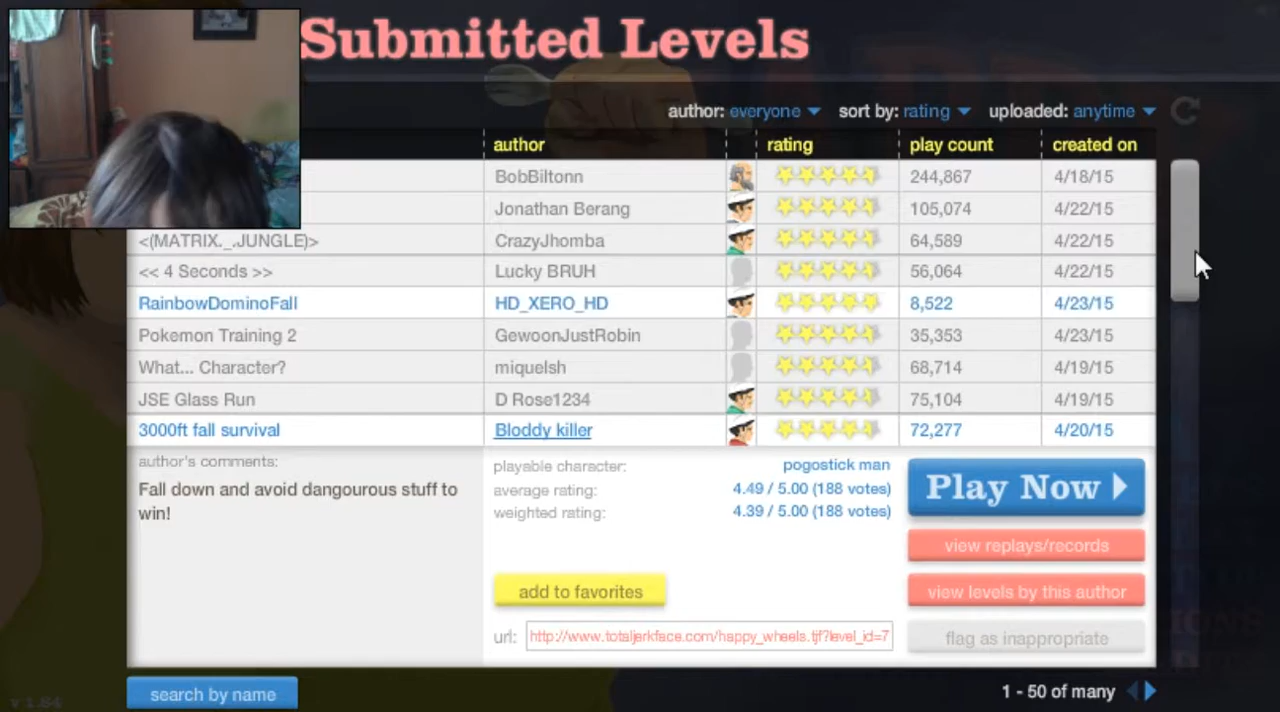 Submitted Levels
author: everyone sort by: rating uploaded: anytime
author rating play count created on
BobBiltonn 244,867 4/18/15
Jonathan Berang 105,074 4/22/15
<(MATRIX._.JUNGLE)> CrazyJhomba 64,589 4/22/15
<< 4 Seconds >> Lucky BRUH 56,064 4/22/15
RainbowDominoFall HD_XERO_HD 8,522 4/23/15
Pokemon Training 2 GewoonJustRobin 35,353 4/23/15
What... Character? miquelsh 68,714 4/19/15
JSE Glass Run D Rose1234 75,104 4/19/15
3000ft fall survival Bloddy killer 72,277 4/20/15
author's comments: playable character: pogostick man
Fall down and avoid dangourous stuff to average rating: 4.49 / 5.00 (188 votes) Play Now
win! weighted rating: 4.39 / 5.00 (188 votes)
view replays/records
add to favorites view levels by this author
url: http://www.totaljerkface.com/happy_wheels.tjf?level_id=7 flag as inappropriate
search by name 1 - 50 of many
v 1.84